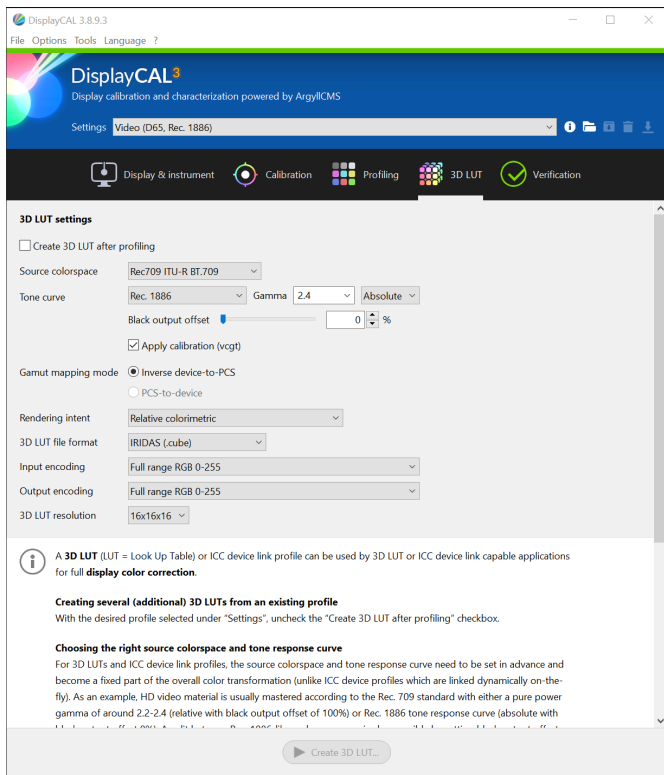 DisplayCAL 3.8.9.3
File Options Tools Language ?
DisplayCAL3
Display calibration and characterization powered by ArgyllCMS
Settings Video (D65, Rec. 1886)
Display & instrument Calibration Profiling 3D LUT Verification
3D LUT settings
Create 3D LUT after profiling
Source colorspace Rec709 ITU-R BT.709
Tone curve Rec. 1886 Gamma 2.4 Absolute
Black output offset 0 %
Apply calibration (vcgt)
Gamut mapping mode Inverse device-to-PCS
PCS-to-device
Rendering intent Relative colorimetric
3D LUT file format IRIDAS (.cube)
Input encoding Full range RGB 0-255
Output encoding Full range RGB 0-255
3D LUT resolution 16x16x16
A 3D LUT (LUT = Look Up Table) or ICC device link profile can be used by 3D LUT or ICC device link capable applications
for full display color correction.
Creating several (additional) 3D LUTs from an existing profile
With the desired profile selected under “Settings”, uncheck the “Create 3D LUT after profiling” checkbox.
Choosing the right source colorspace and tone response curve
For 3D LUTs and ICC device link profiles, the source colorspace and tone response curve need to be set in advance and
become a fixed part of the overall color transformation (unlike ICC device profiles which are linked dynamically on-the-
fly). As an example, HD video material is usually mastered according to the Rec. 709 standard with either a pure power
gamma of around 2.2-2.4 (relative with black output offset of 100%) or Rec. 1886 tone response curve (absolute with
Create 3D LUT...